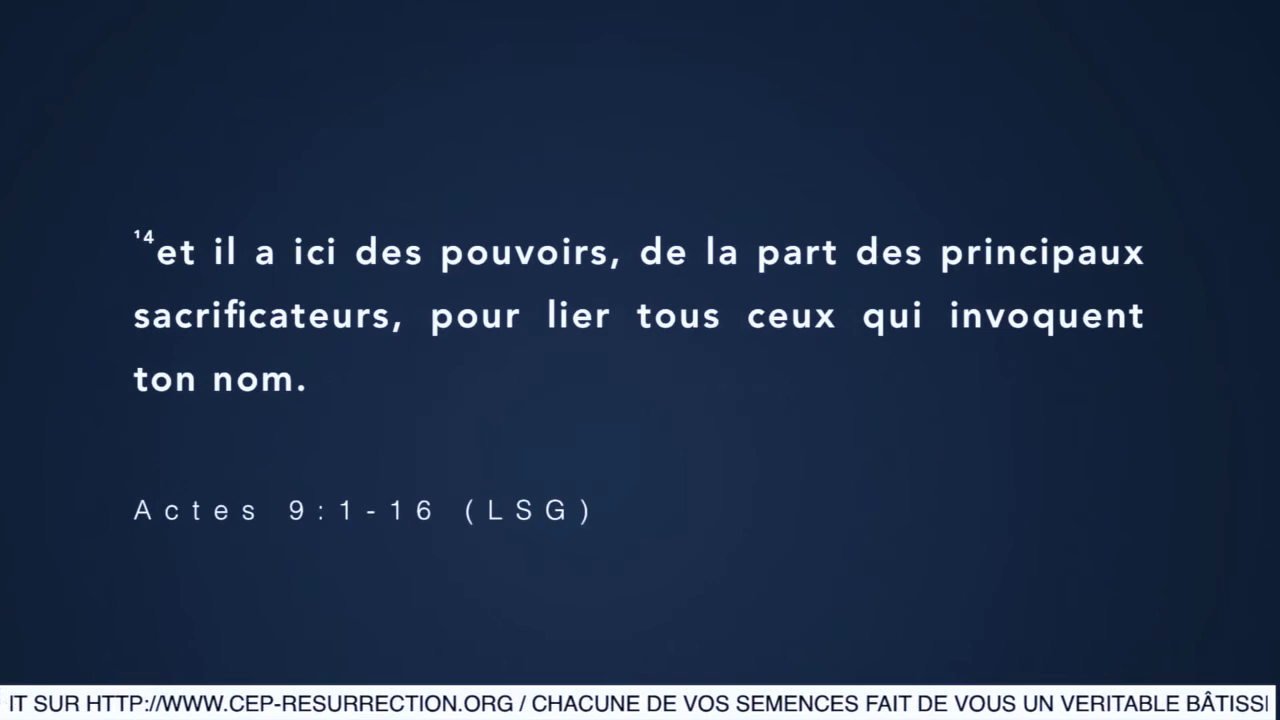 ¹⁴et il a ici des pouvoirs, de la part des principaux
sacrificateurs, pour lier tous ceux qui invoquent
ton nom.
Actes 9:1-16 (LSG)
IT SUR HTTP://WWW.CEP-RESURRECTION.ORG / CHACUNE DE VOS SEMENCES FAIT DE VOUS UN VERITABLE BÂTISSI